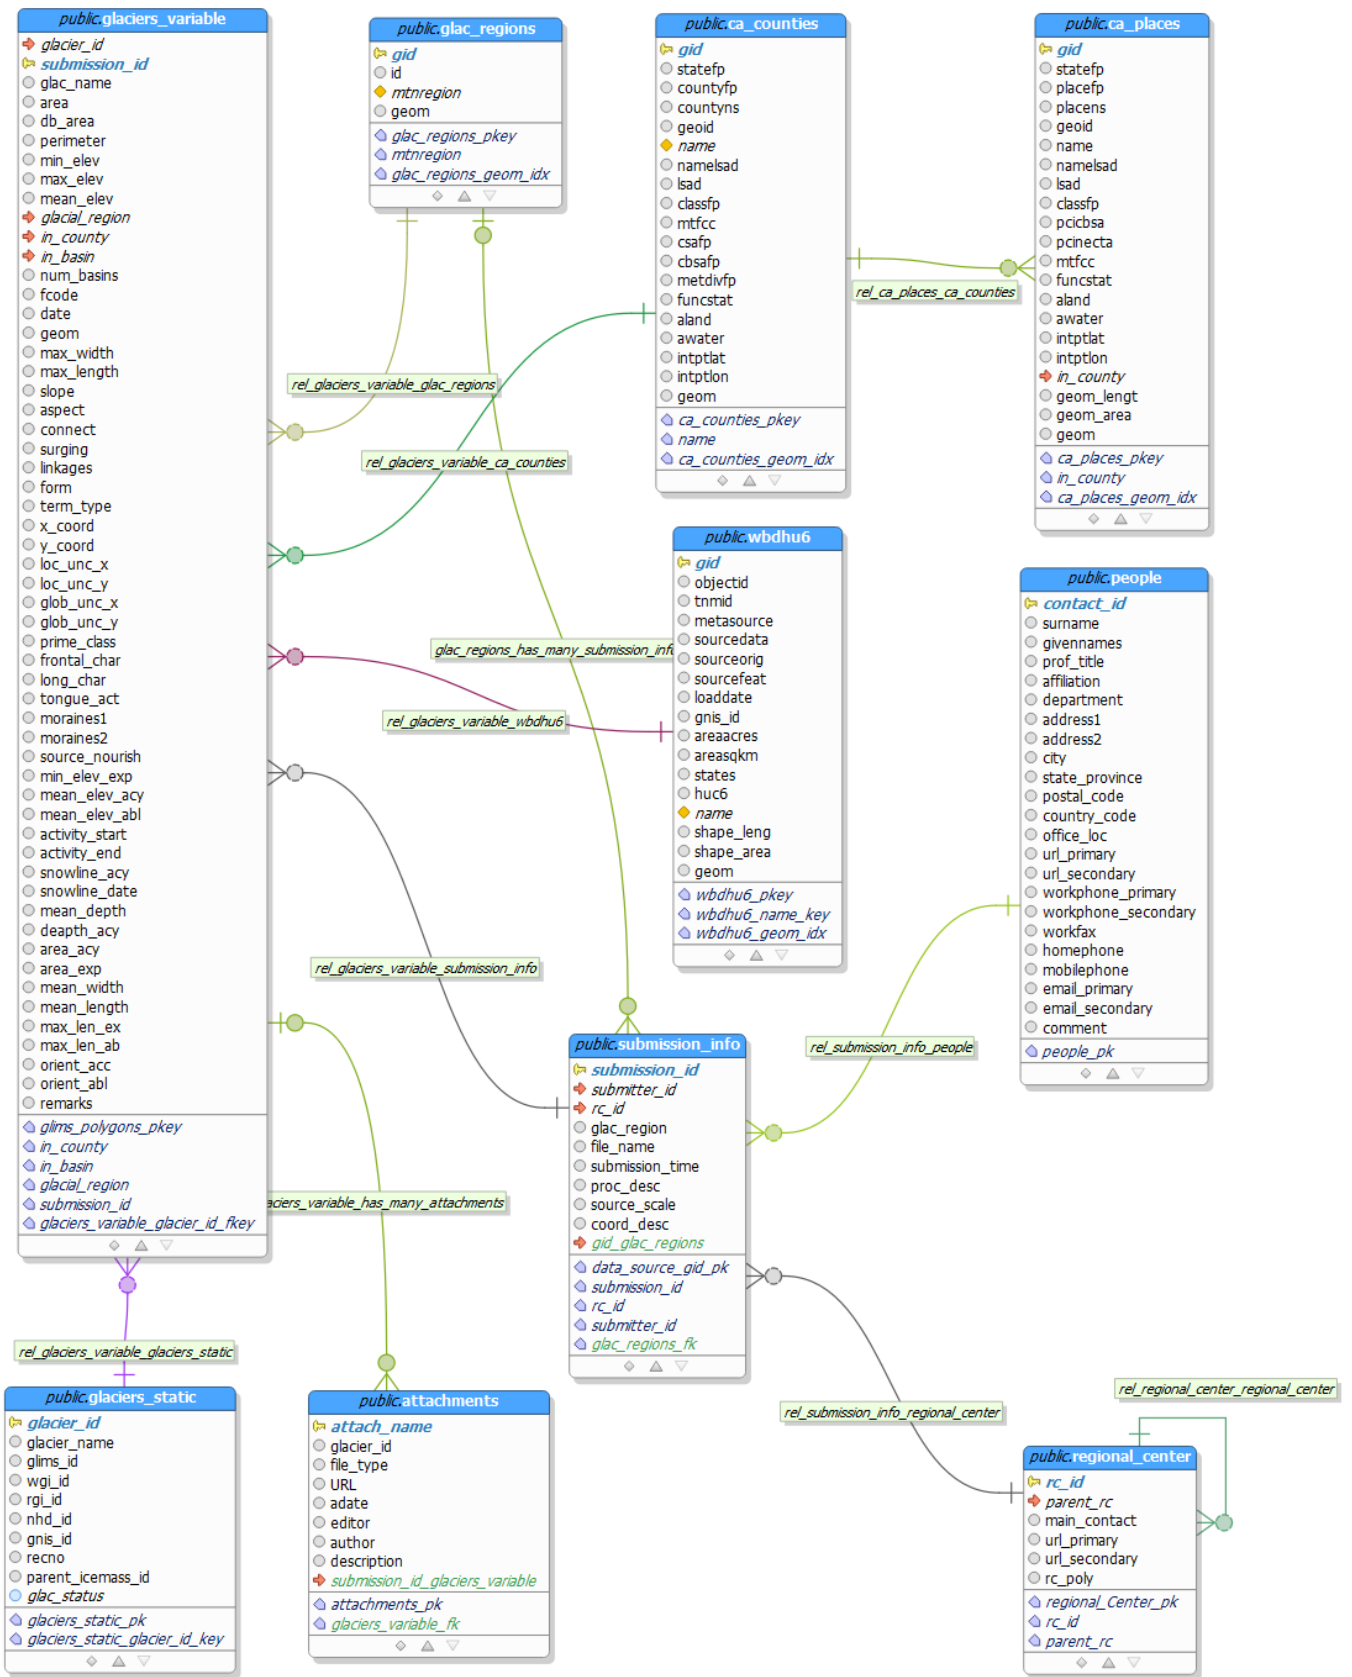 public.glaciers_variable
glacier_id
submission_id
glac_name
area
db_area
perimeter
min_elev
max_elev
mean_elev
glacial_region
in_county
in_basin
num_basins
fcode
date
geom
max_width
max_length
slope
aspect
connect
surging
linkages
form
term_type
x_coord
y_coord
loc_unc_x
loc_unc_y
glob_unc_x
glob_unc_y
prime_class
frontal_char
long_char
tongue_act
moraines1
moraines2
source_nourish
min_elev_exp
mean_elev_acy
mean_elev_abl
activity_start
activity_end
snowline_acy
snowline_date
mean_depth
deapth_acy
area_acy
area_exp
mean_width
mean_length
max_len_ex
max_len_ab
orient_acc
orient_abl
remarks
glims_polygons_pkey
in_county
in_basin
glacial_region
submission_id
glaciers_variable_glacier_id_fkey
public.glac_regions
gid
id
mtnregion
geom
glac_regions_pkey
mtnregion
glac_regions_geom_idx
public.ca_counties
gid
statefp
countyfp
countyns
geoid
name
namelsad
lsad
classfp
mtfcc
csafp
cbsafp
metdivfp
funcstat
aland
awater
intptlat
intptlon
geom
ca_counties_pkey
name
ca_counties_geom_idx
public.ca_places
gid
statefp
placefp
placens
geoid
name
namelsad
lsad
classfp
pcicbsa
pcinecta
mtfcc
funcstat
aland
awater
intptlat
intptlon
in_county
geom_lengt
geom_area
geom
ca_places_pkey
in_county
ca_places_geom_idx
rel_ca_places_ca_counties
rel_glaciers_variable_glac_regions
rel_glaciers_variable_ca_counties
glac_regions_has_many_submission_info
rel_glaciers_variable_wbdhu6
public.wbdhu6
gid
objectid
tnmid
metasource
sourcedata
sourceorig
sourcefeat
loaddate
gnis_id
areaacres
areasqkm
states
huc6
name
shape_leng
shape_area
geom
wbdhu6_pkey
wbdhu6_name_key
wbdhu6_geom_idx
public.people
contact_id
surname
givennames
prof_title
affiliation
department
address1
address2
city
state_province
postal_code
country_code
office_loc
url_primary
url_secondary
workphone_primary
workphone_secondary
workfax
homephone
mobilephone
email_primary
email_secondary
comment
people_pk
rel_glaciers_variable_submission_info
rel_submission_info_people
public.submission_info
submission_id
submitter_id
rc_id
glac_region
file_name
submission_time
proc_desc
source_scale
coord_desc
gid_glac_regions
data_source_gid_pk
submission_id
rc_id
submitter_id
glac_regions_fk
aciers_variable_has_many_attachments
rel_glaciers_variable_glaciers_static
public.glaciers_static
glacier_id
glacier_name
glims_id
wgi_id
rgi_id
nhd_id
gnis_id
recno
parent_icemass_id
glac_status
glaciers_static_pk
glaciers_static_glacier_id_key
public.attachments
attach_name
glacier_id
file_type
URL
adate
editor
author
description
submission_id_glaciers_variable
attachments_pk
glaciers_variable_fk
rel_submission_info_regional_center
rel_regional_center_regional_center
public.regional_center
rc_id
parent_rc
main_contact
url_primary
url_secondary
rc_poly
regional_Center_pk
rc_id
parent_rc